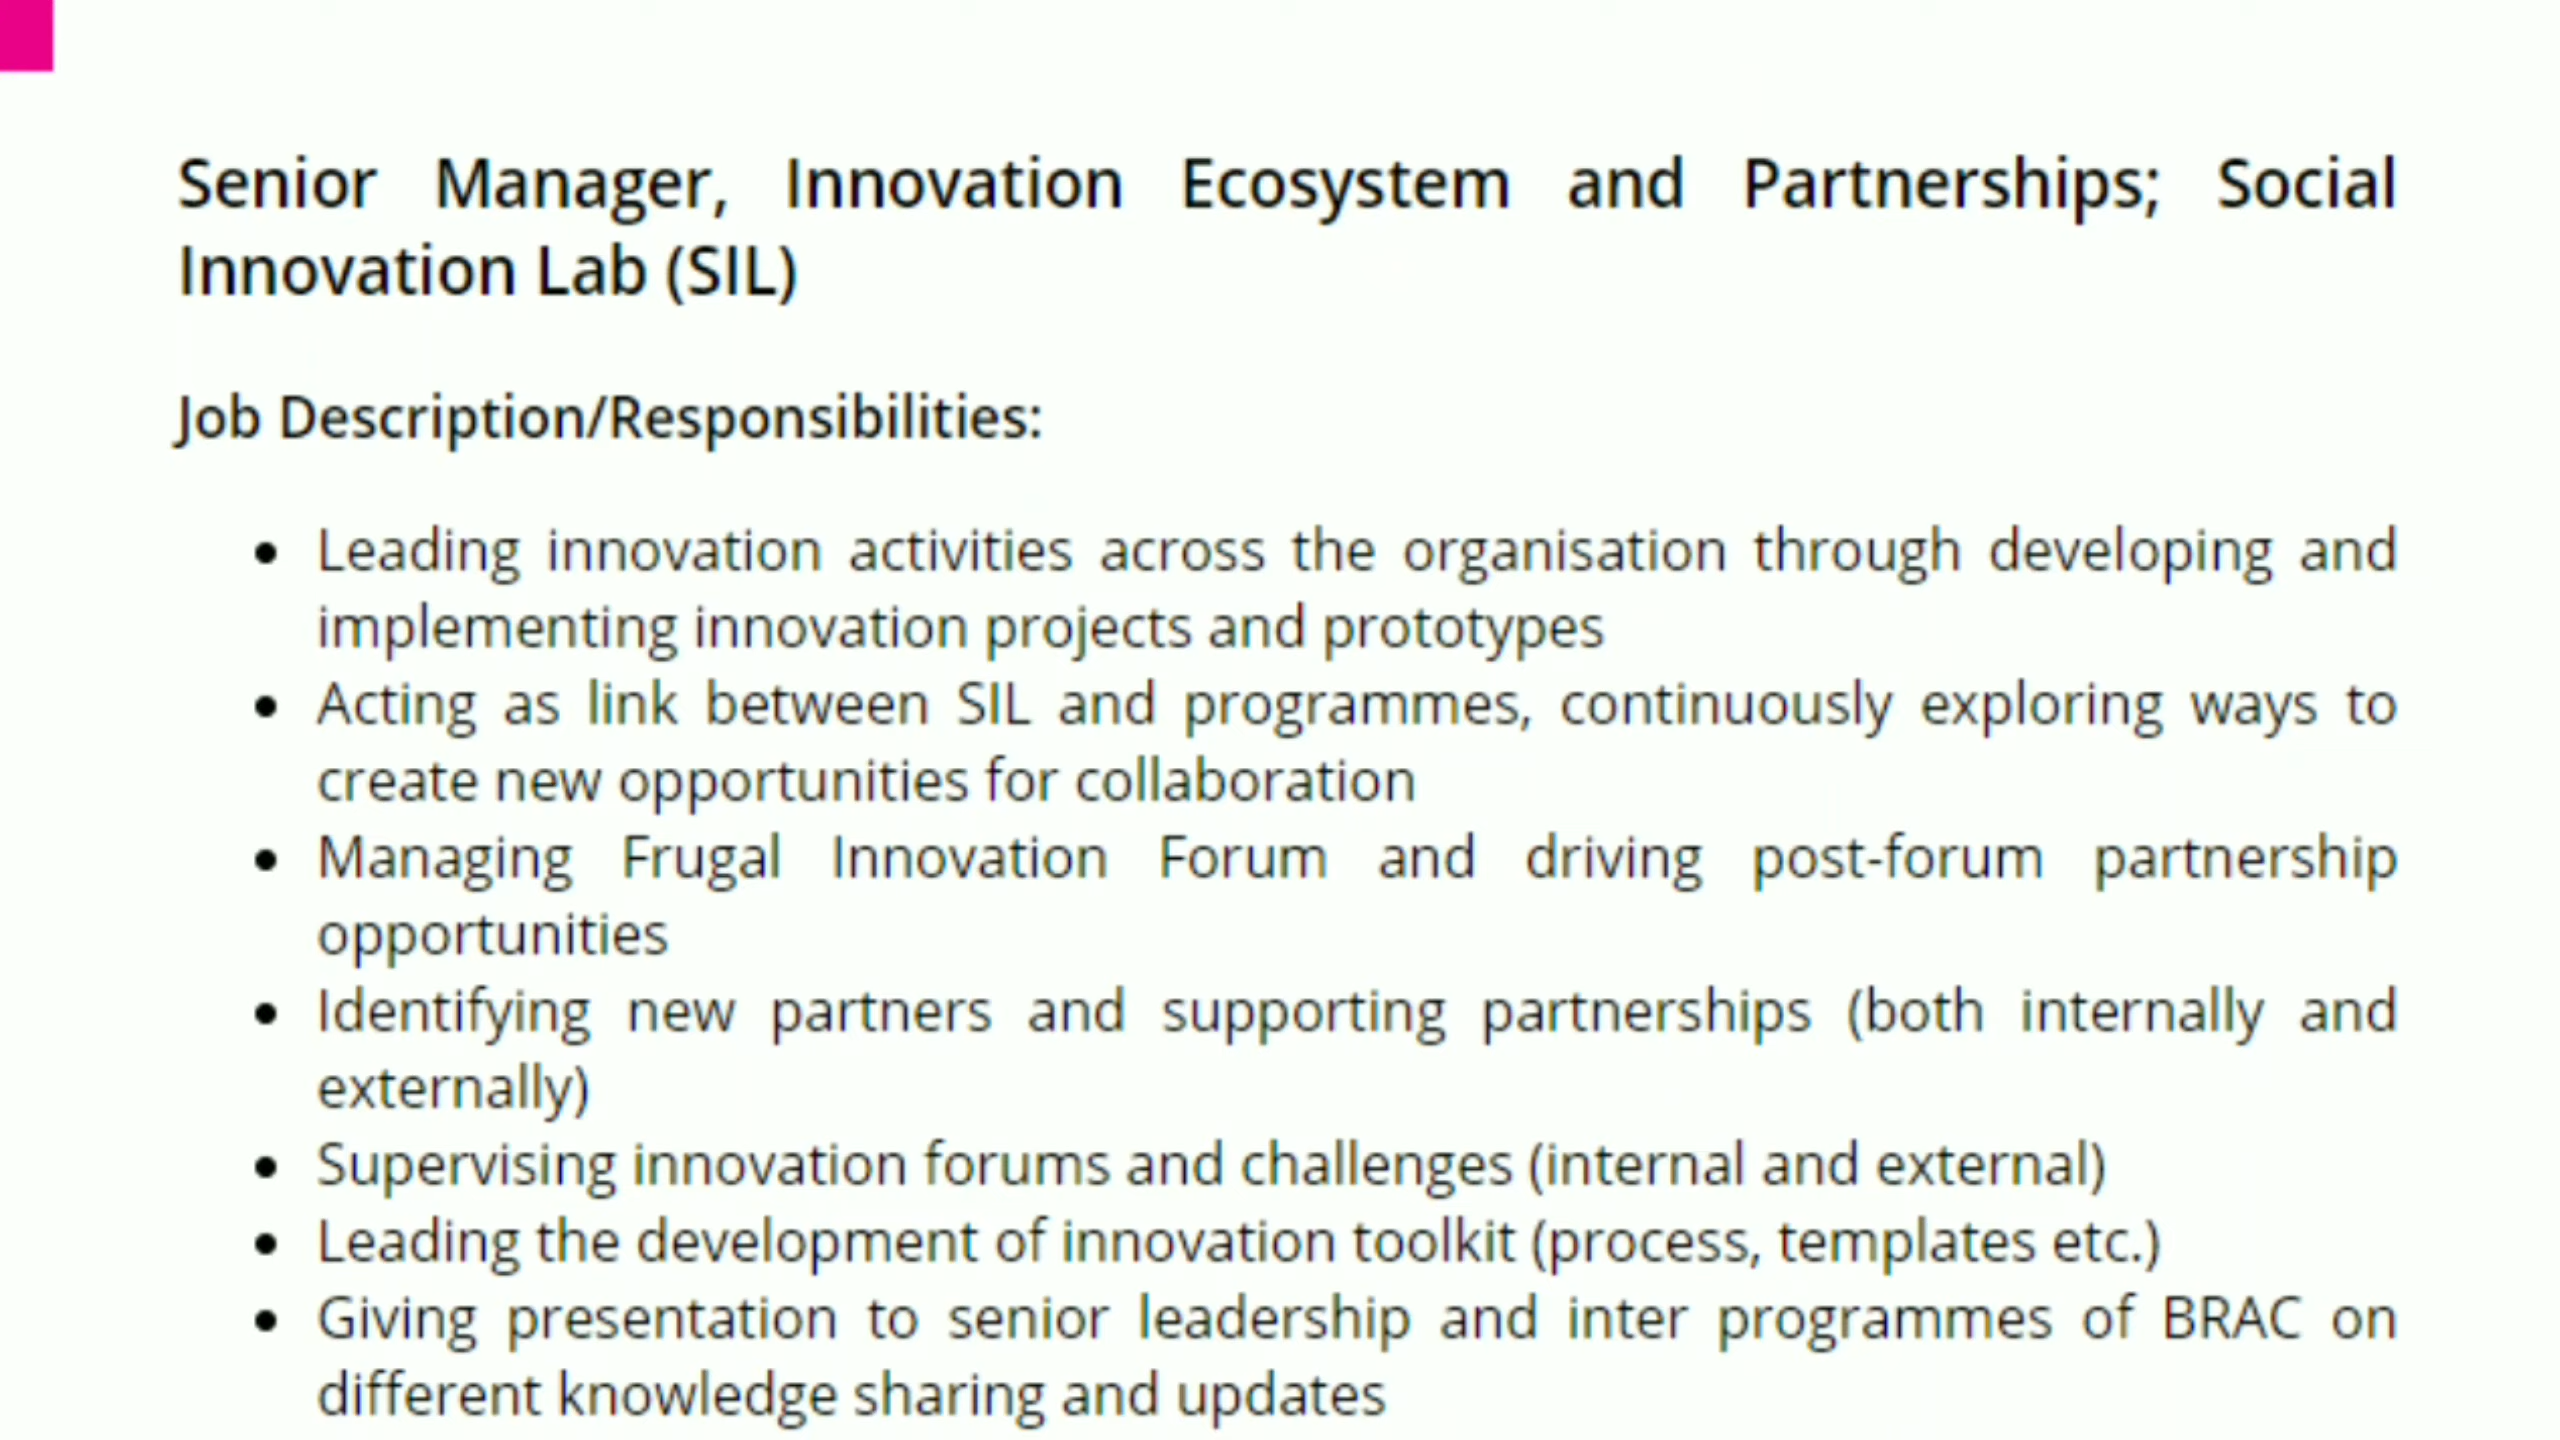 Senior Manager, Innovation Ecosystem and Partnerships; Social
Innovation Lab (SIL)
Job Description/Responsibilities:
• Leading innovation activities across the organisation through developing and
implementing innovation projects and prototypes
• Acting as link between SIL and programmes, continuously exploring ways to
create new opportunities for collaboration
• Managing Frugal Innovation Forum and driving post-forum partnership
opportunities
• Identifying new partners and supporting partnerships (both internally and
externally)
• Supervising innovation forums and challenges (internal and external)
• Leading the development of innovation toolkit (process, templates etc.)
• Giving presentation to senior leadership and inter programmes of BRAC on
different knowledge sharing and updates